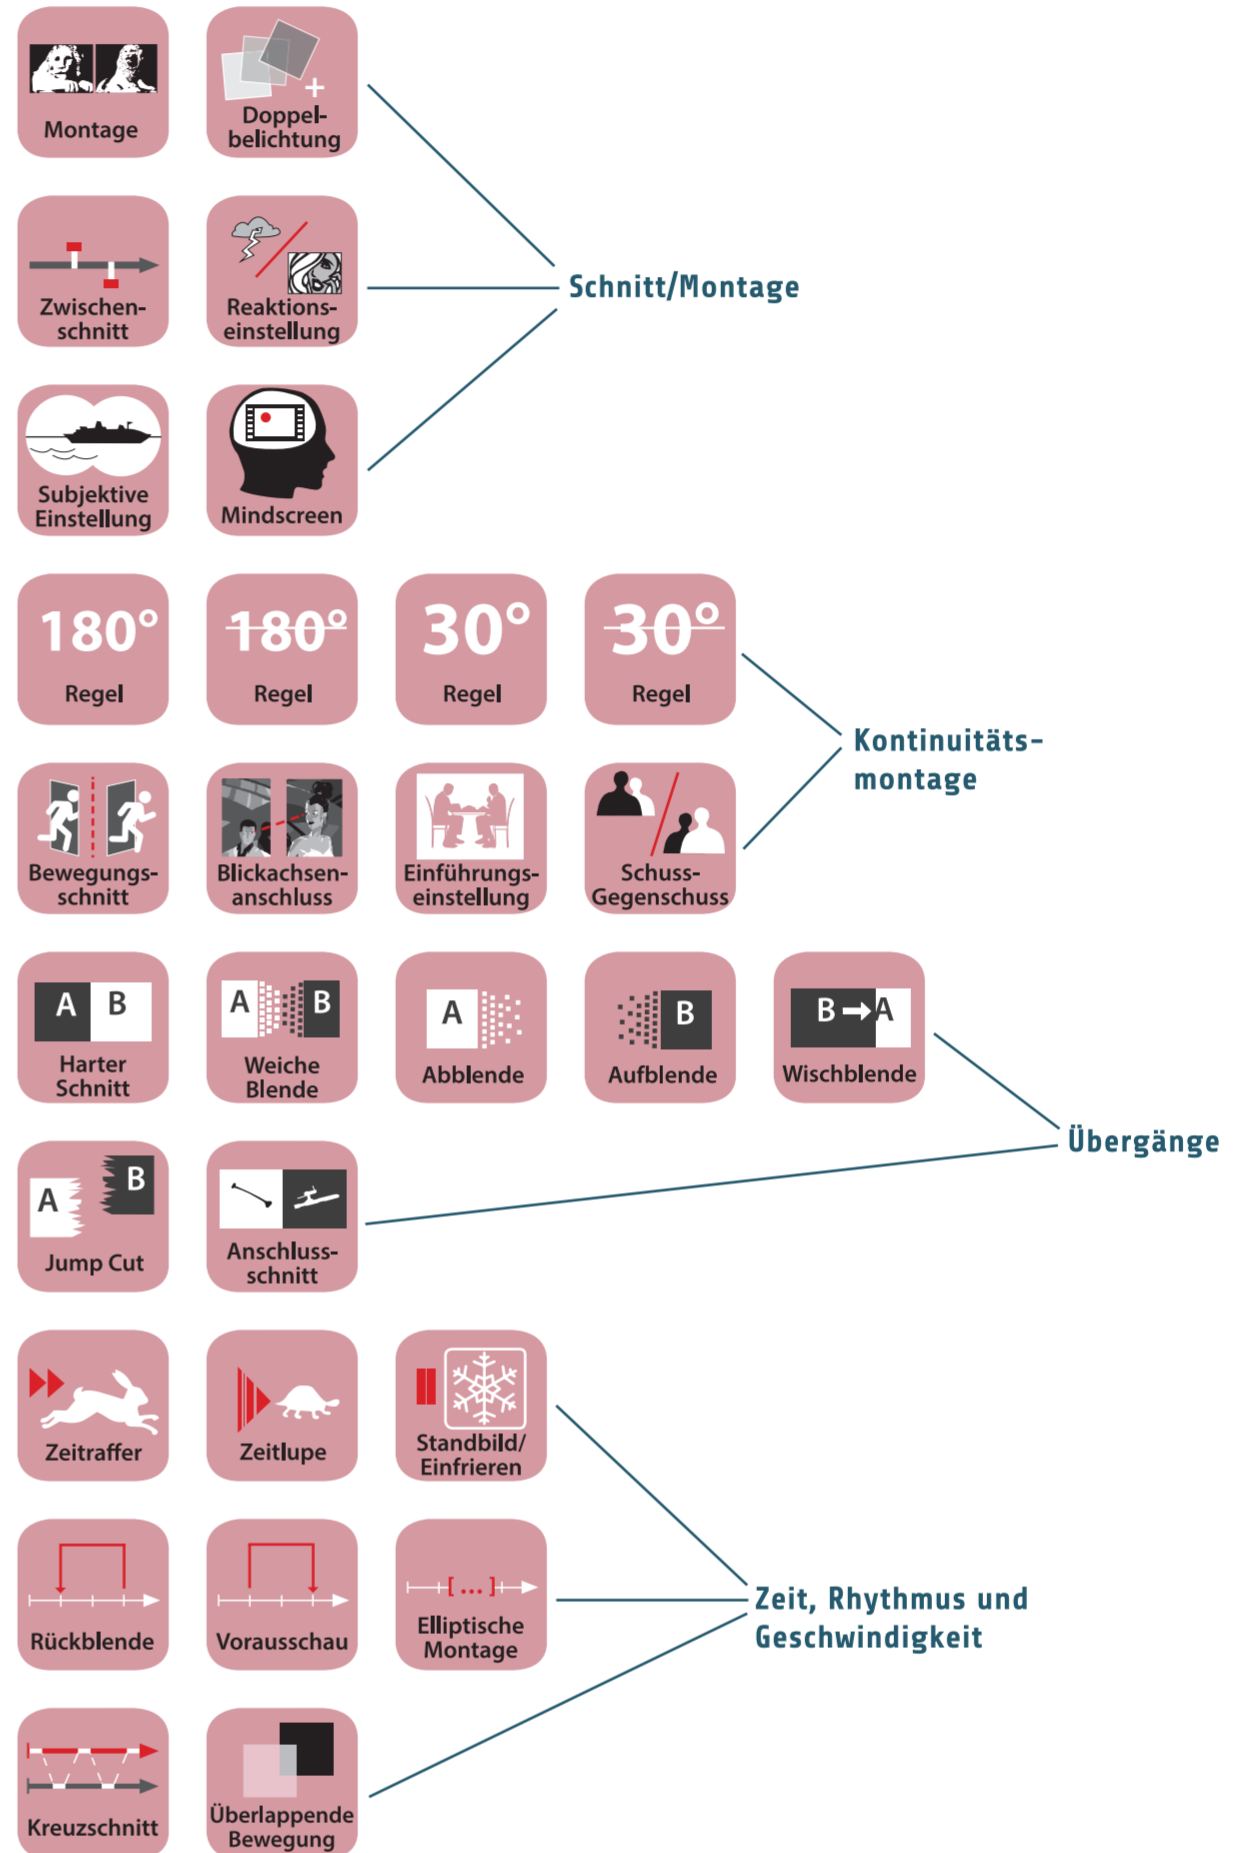 Montage
Doppel-
belichtung
Zwischen-
schnitt
Reaktions-
einstellung
Schnitt/Montage
Subjektive
Einstellung
Mindscreen
180°
Regel
180°
Regel
30°
Regel
30°
Regel
Kontinuitäts-
montage
Bewegungs-
schnitt
Blickachsen-
anschluss
Einführungs-
einstellung
Schuss-
Gegenschuss
A B
Harter
Schnitt
A B
Weiche
Blende
A
Abblende
B
Aufblende
B A
Wischblende
Übergänge
A B
Jump Cut
Anschluss-
schnitt
Zeitraffer
Zeitlupe
Standbild/
Einfrieren
Rückblende
Vorausschau
[ ... ]
Elliptische
Montage
Zeit, Rhythmus und
Geschwindigkeit
Kreuzschnitt
Überlappende
Bewegung